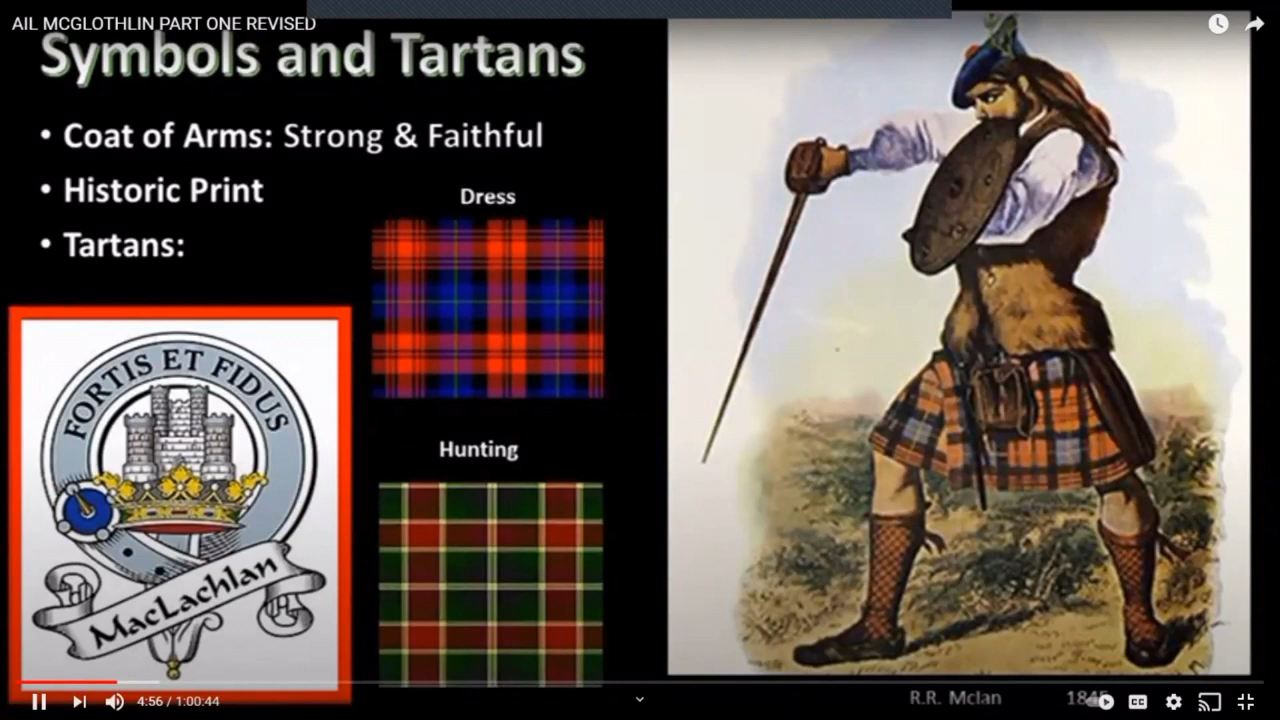 AIL MCGLOTHLIN PART ONE REVISED
Symbols and Tartans
• Coat of Arms: Strong & Faithful
• Historic Print
• Tartans:
Dress
Hunting
FORTIS ET FIDUS
MacLachlan
R.R. McIan
4:56 / 1:00:44
CC